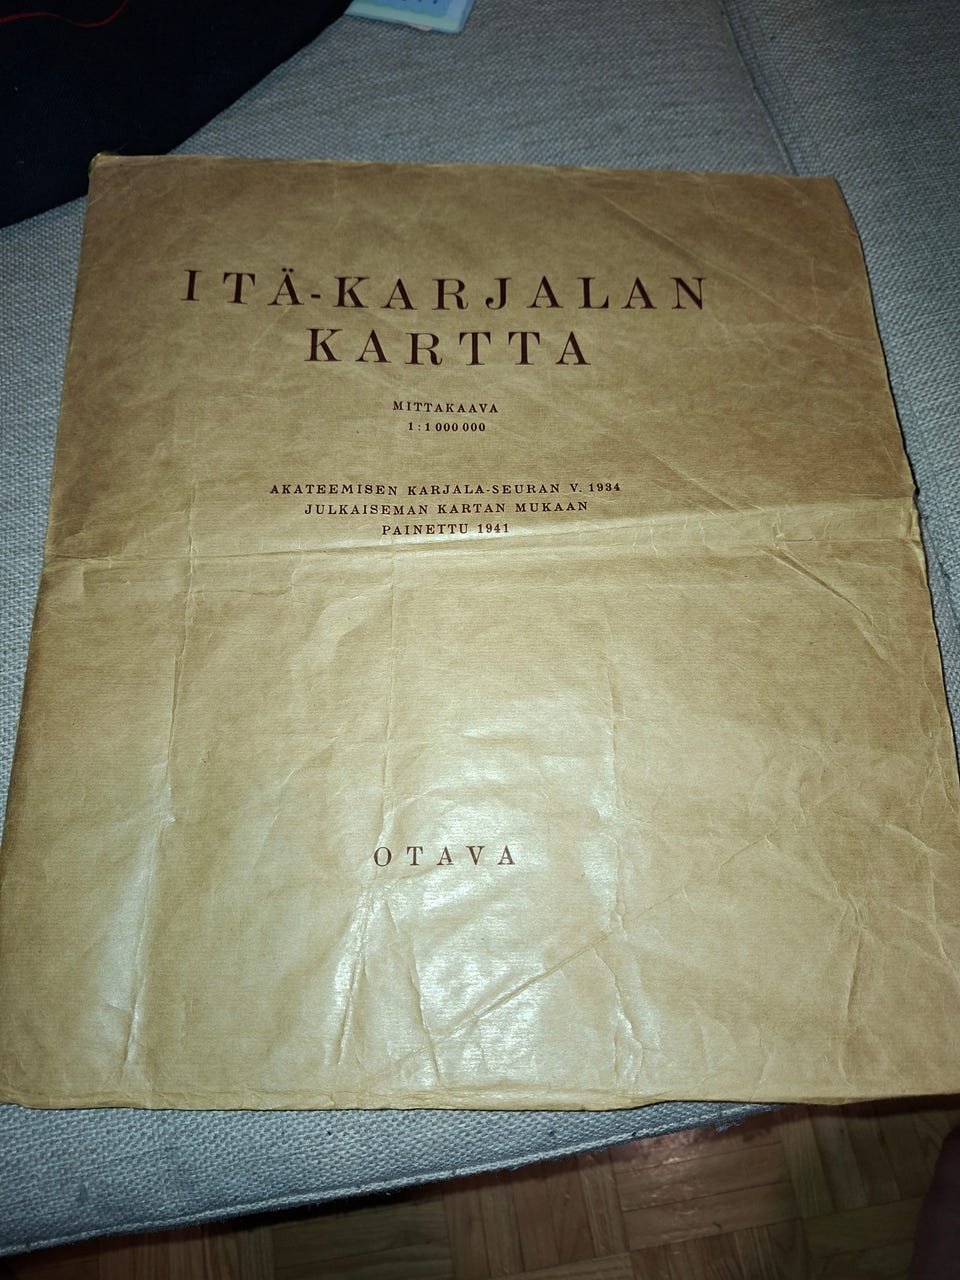 ITÄ-KARJALAN
KARTTA
MITTAKAAVA
1:1 000 000
AKATEEMISEN KARJALA-SEURAN V. 1934
JULKAISEMAN KARTAN MUKAAN
PAINETTU 1941
OTAVA